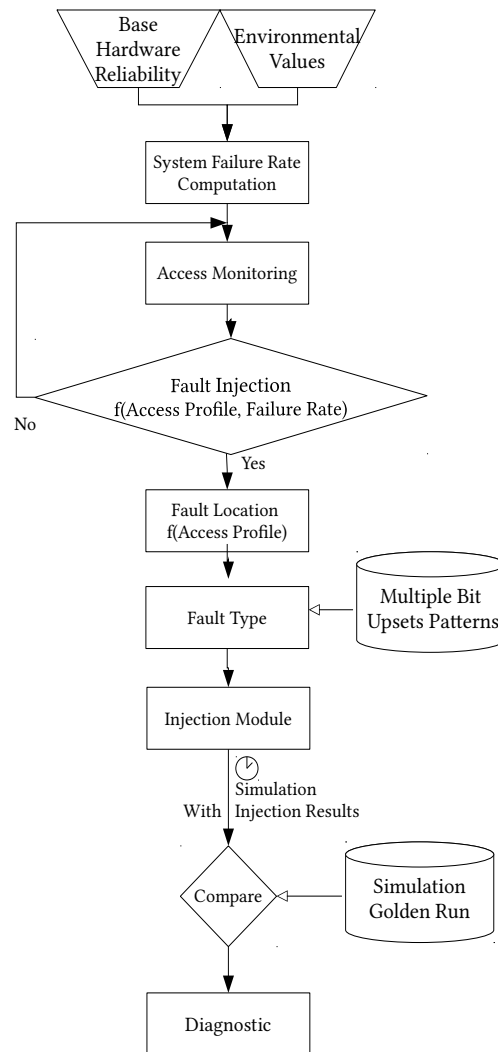 Base
Hardware
Reliability
Environmental
Values
System Failure Rate
Computation
Access Monitoring
Fault Injection
f(Access Profile, Failure Rate)
No
Yes
Fault Location
f(Access Profile)
Fault Type
Multiple Bit
Upsets Patterns
Injection Module
Simulation
With Injection Results
Compare
Simulation
Golden Run
Diagnostic